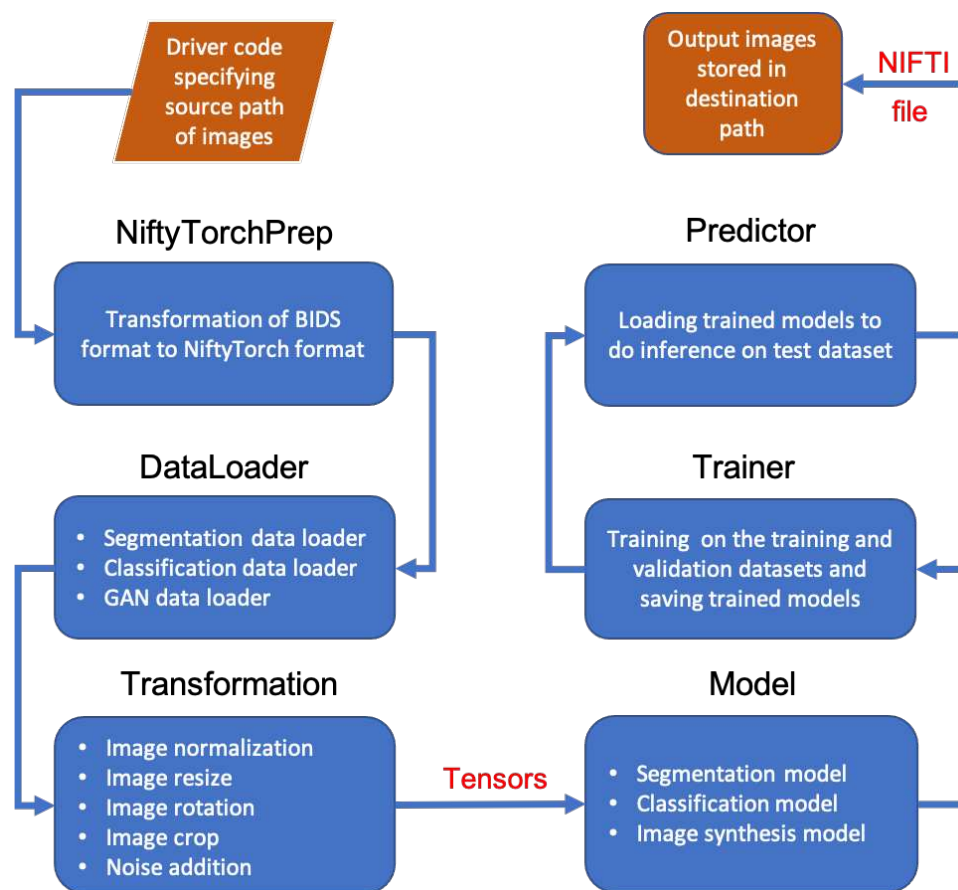 Driver code
specifying
source path
of images
Output images
stored in
destination
path
NIFTI
file
NiftyTorchPrep
Transformation of BIDS
format to NiftyTorch format
Predictor
Loading trained models to
do inference on test dataset
DataLoader
• Segmentation data loader
• Classification data loader
• GAN data loader
Trainer
Training on the training and
validation datasets and
saving trained models
Transformation
• Image normalization
• Image resize
• Image rotation
• Image crop
• Noise addition
Tensors
Model
• Segmentation model
• Classification model
• Image synthesis model